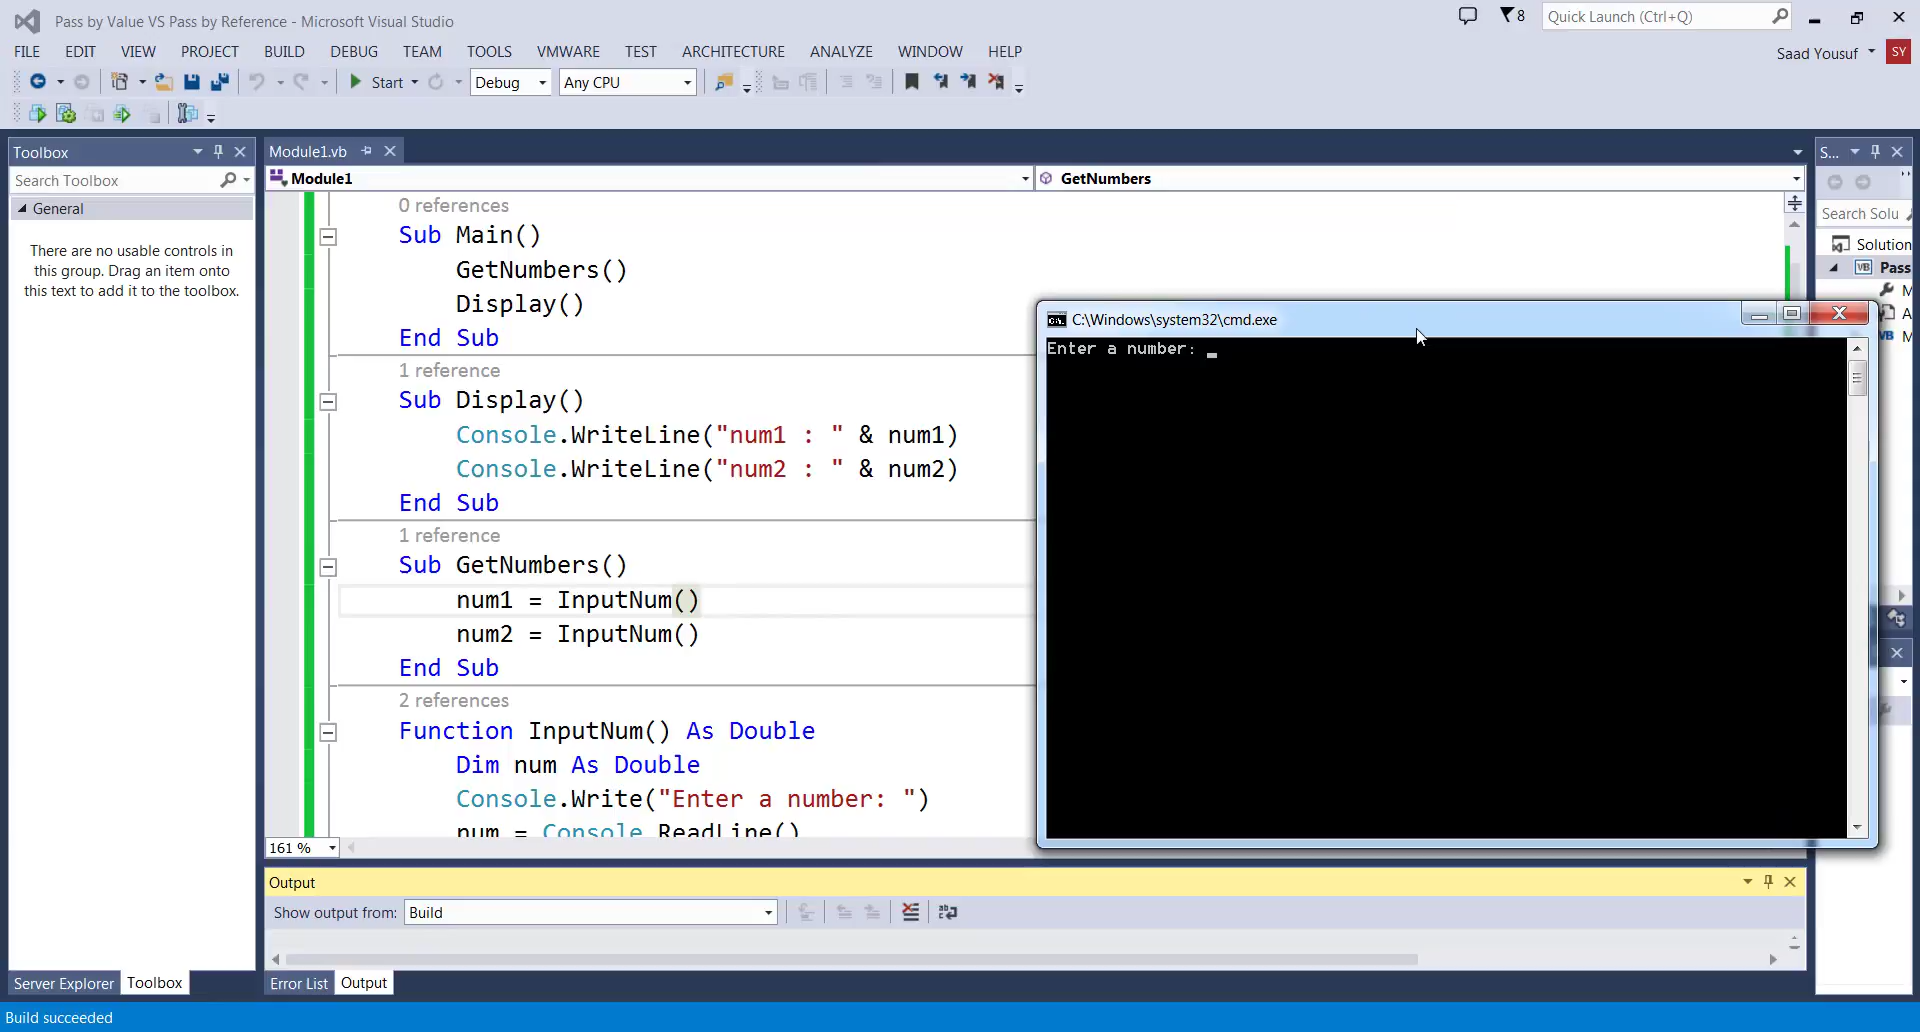 Pass by Value VS Pass by Reference - Microsoft Visual Studio
8
Quick Launch (Ctrl+Q)
FILE EDIT VIEW PROJECT BUILD DEBUG TEAM TOOLS VMWARE TEST ARCHITECTURE ANALYZE WINDOW HELP
Saad Yousuf SY
Start Debug Any CPU
Toolbox
Search Toolbox
General
There are no usable controls in
this group. Drag an item onto
this text to add it to the toolbox.
Server Explorer Toolbox
Module1.vb
Module1 GetNumbers
0 references
Sub Main()
GetNumbers()
Display()
End Sub
1 reference
Sub Display()
Console.WriteLine("num1 : " & num1)
Console.WriteLine("num2 : " & num2)
End Sub
1 reference
Sub GetNumbers()
num1 = InputNum()
num2 = InputNum()
End Sub
2 references
Function InputNum() As Double
Dim num As Double
Console.Write("Enter a number: ")
num = Console.ReadLine()
161 %
C:\Windows\system32\cmd.exe
Enter a number: _
S...
Search Solu
Solution
VB Pass
M
A
VB M
Output
Show output from: Build
Error List Output
Build succeeded